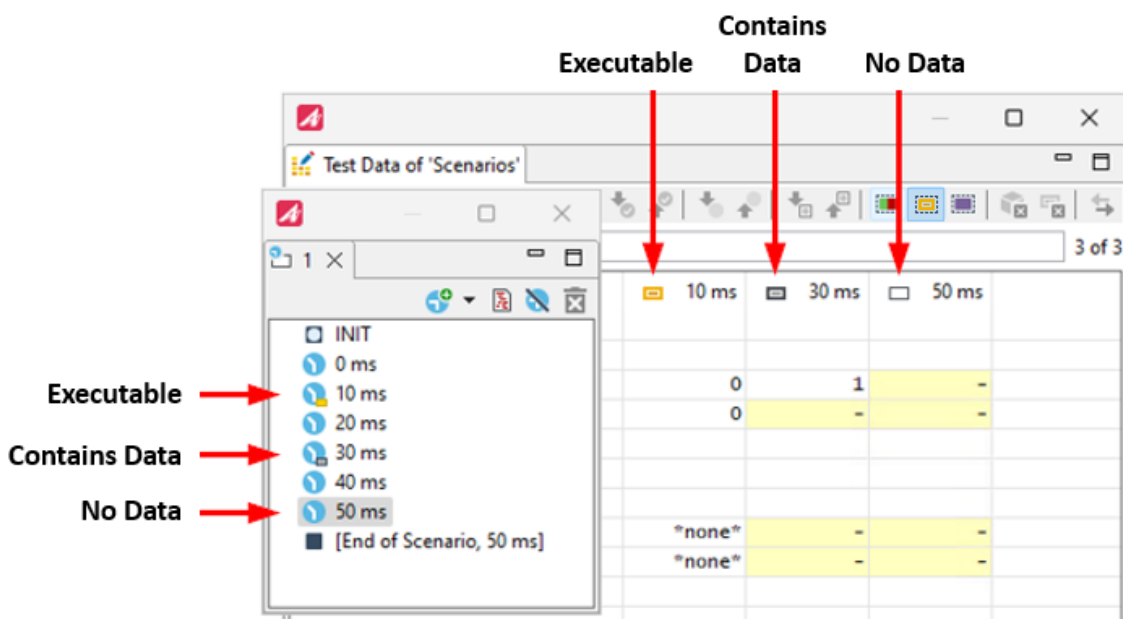 Contains
Executable Data No Data
Test Data of 'Scenarios'
1
3 of 3
10 ms 30 ms 50 ms
INIT
0 ms
Executable
10 ms
0 1 -
20 ms
0 - -
Contains Data
30 ms
40 ms
No Data
50 ms
*none* - -
[End of Scenario, 50 ms]
*none* - -